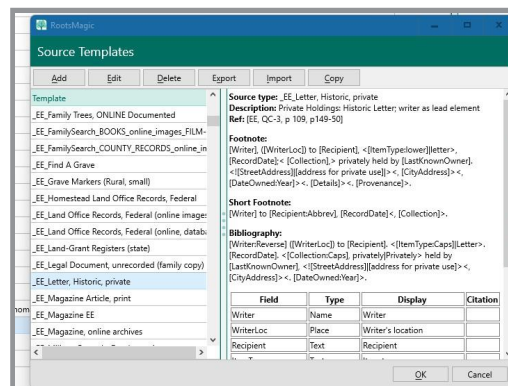 RootsMagic
Source Templates
Add Edit Delete Export Import Copy
Template
_EE_Family Trees, ONLINE Documented
_EE_FamilySearch_BOOKS_online_images_FILM-
_EE_FamilySearch_COUNTY_RECORDS_online_in
_EE_Find A Grave
_EE_Grave Markers (Rural, small)
_EE_Homestead Land Office Records, Federal
_EE_Land Office Records, Federal (online images
_EE_Land Office Records, Federal (online, databa
_EE_Land-Grant Registers (state)
_EE_Legal Document, unrecorded (family copy)
_EE_Letter, Historic, private
_EE_Magazine Article, print
_EE_Magazine EE
_EE_Magazine, online archives
Source type: _EE_Letter, Historic, private
Description: Private Holdings: Historic Letter; writer as lead element
Ref: [EE, QC-3, p 109, p149-50]
Footnote:
[Writer], ([WriterLoc]) to [Recipient], <[ItemType:lower]|letter>,
[RecordDate];< [Collection],> privately held by [LastKnownOwner].
<![StreetAddress]|[address for private use]|><, [CityAddress]><,
[DateOwned:Year]><. [Details]><. [Provenance]>.
Short Footnote:
[Writer] to [Recipient:Abbrev], [RecordDate]<, [Collection]>.
Bibliography:
[Writer:Reverse] ([WriterLoc]) to [Recipient]. <[ItemType:Caps]|Letter>.
[RecordDate]. <[Collection:Caps], privately|Privately> held by
[LastKnownOwner], <![StreetAddress]|[address for private use]><,
[CityAddress]><. [DateOwned:Year]>.
Field Type Display Citation
Writer Name Writer
WriterLoc Place Writer's location
Recipient Text Recipient
OK Cancel